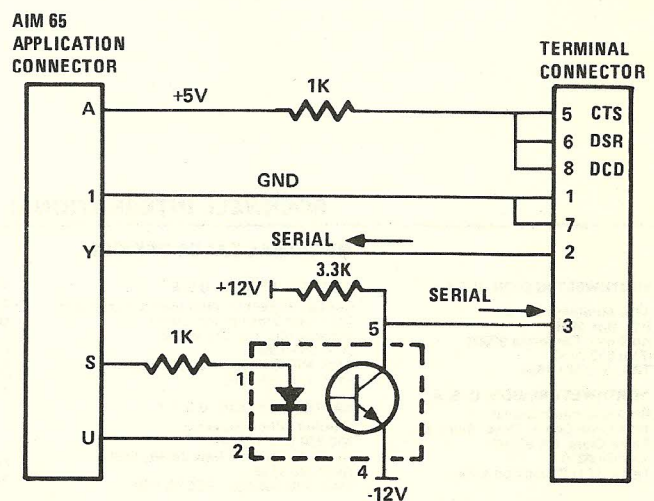 AIM 65
APPLICATION
CONNECTOR
TERMINAL
CONNECTOR
1K
A
+5V
5 CTS
6 DSR
8 DCD
GND
1
1
7
SERIAL
Y
2
3.3K
+12V
SERIAL
5
3
1K
S
1
U
2
4
-12V